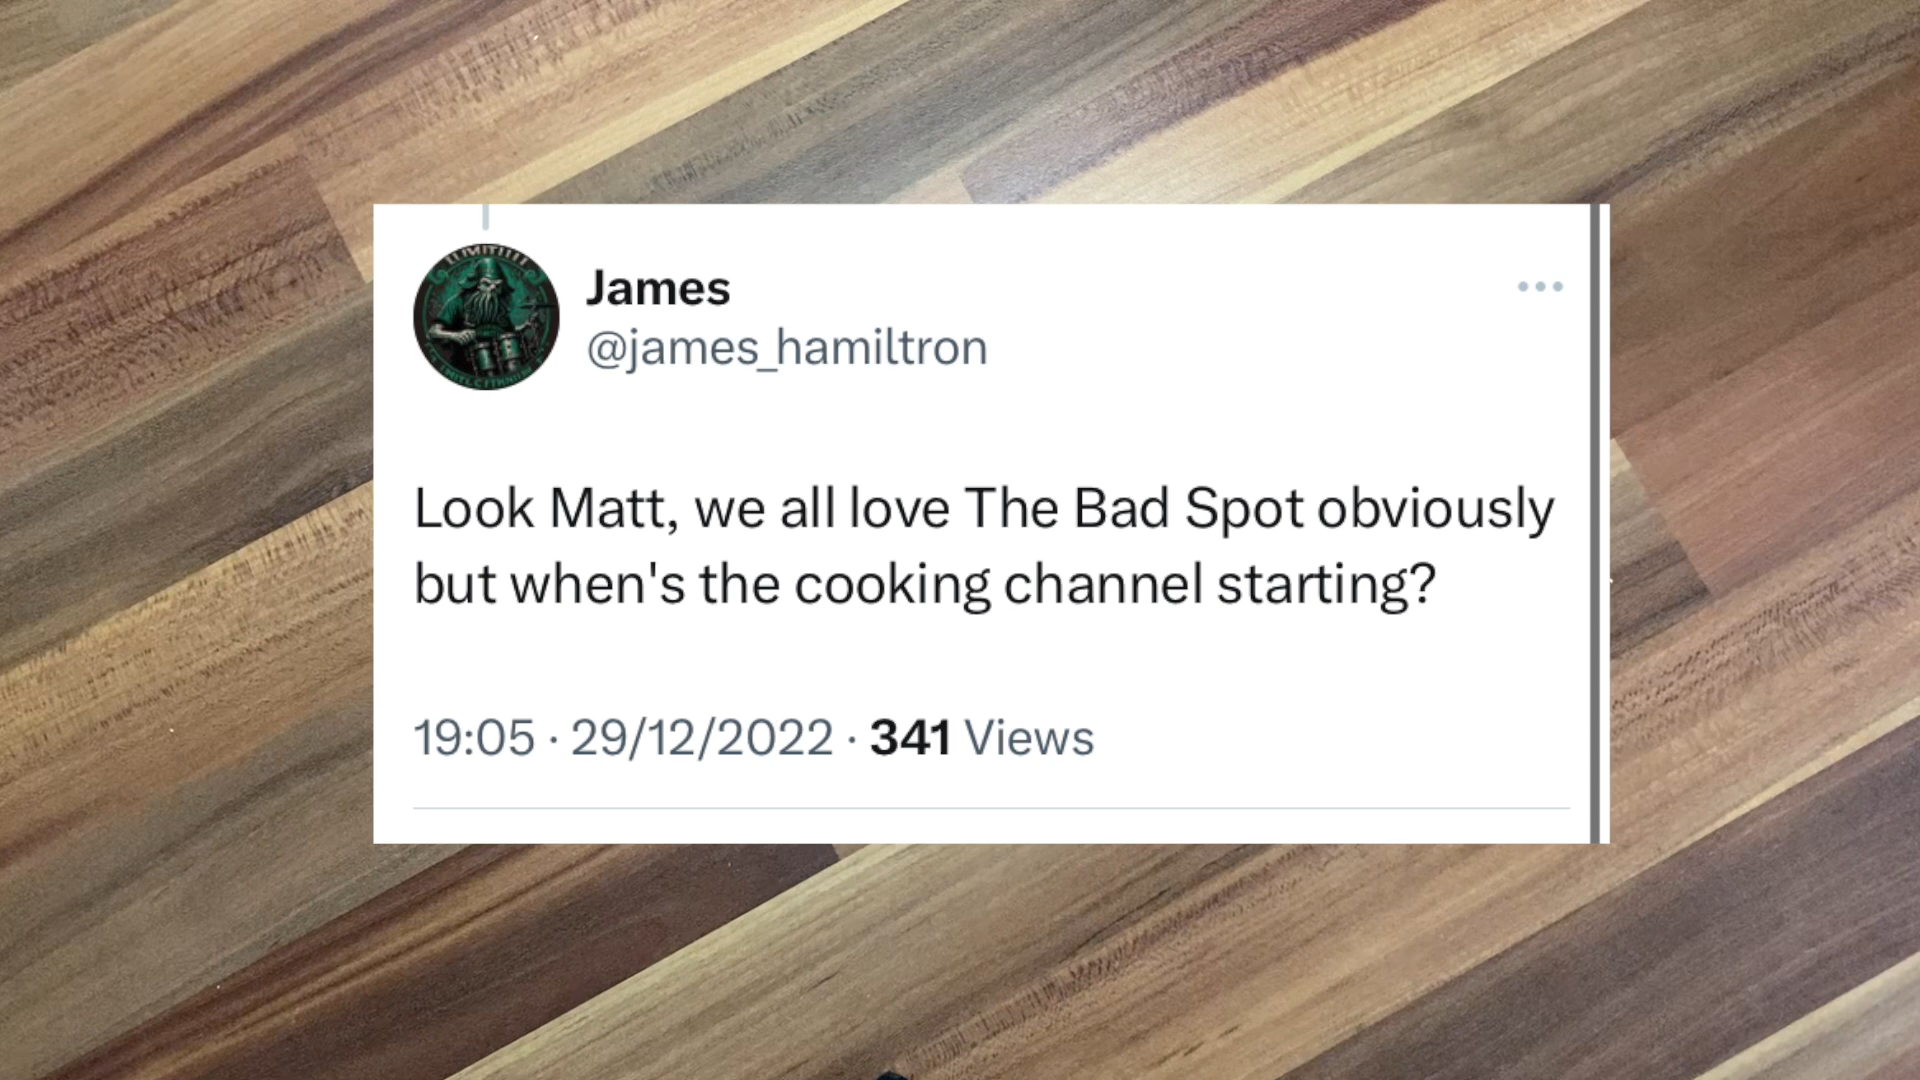 James
@james_hamiltron
Look Matt, we all love The Bad Spot obviously
but when's the cooking channel starting?
19:05 · 29/12/2022 · 341 Views